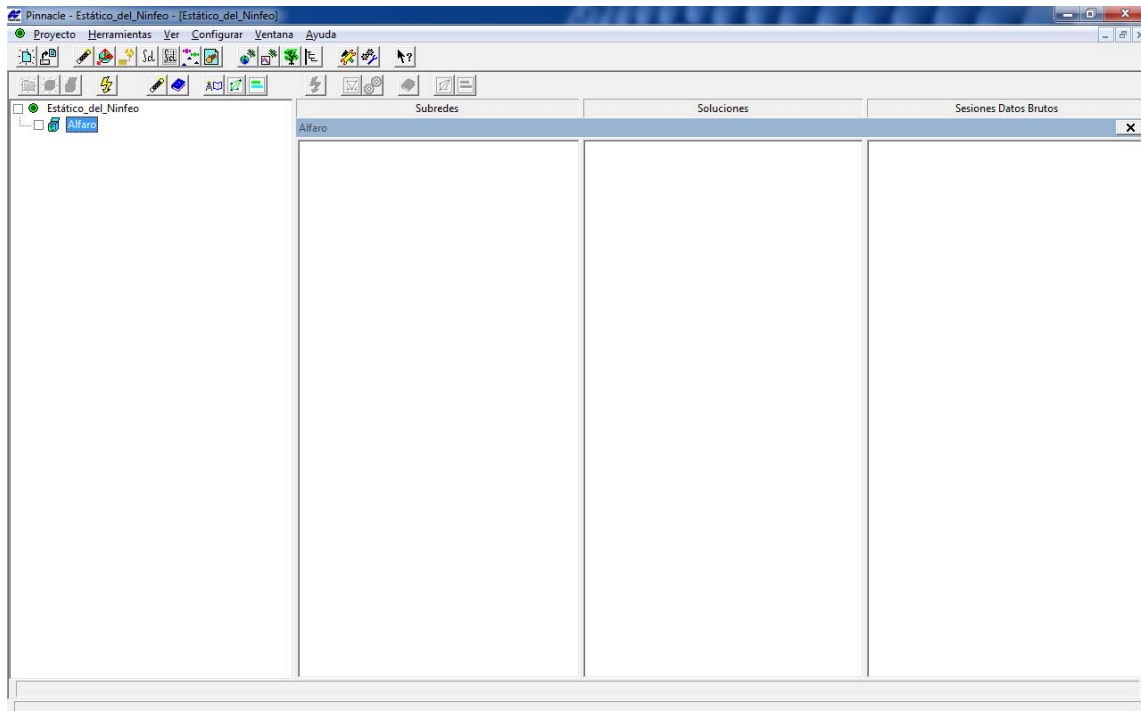 Pinnacle - Estático_del_Ninfeo - [Estático_del_Ninfeo]
Proyecto Herramientas Ver Configurar Ventana Ayuda
Estático_del_Ninfeo
Alfaro
Subredes Soluciones Sesiones Datos Brutos
Alfaro